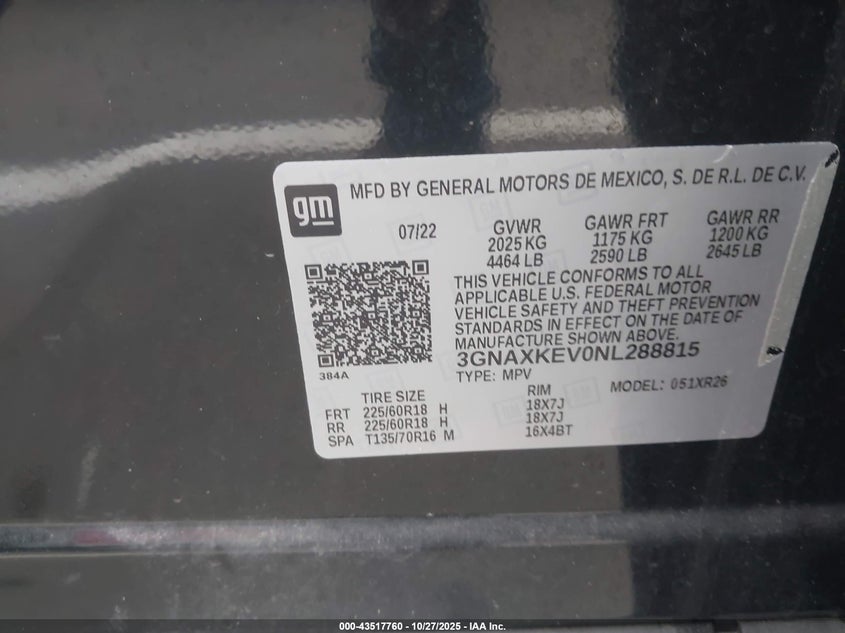 gm
MFD BY GENERAL MOTORS DE MEXICO, S. DE R.L. DE C.V.
07/22
GVWR GAWR FRT GAWR RR
2025 KG 1175 KG 1200 KG
4464 LB 2590 LB 2645 LB
THIS VEHICLE CONFORMS TO ALL
APPLICABLE U.S. FEDERAL MOTOR
VEHICLE SAFETY AND THEFT PREVENTION
STANDARDS IN EFFECT ON THE DATE OF
MANUFACTURE SHOWN ABOVE.
3GNAXKEV0NL288815
TYPE: MPV
MODEL: 051XR26
384A
TIRE SIZE RIM
FRT 225/60R18 H 18X7J
RR 225/60R18 H 18X7J
SPA T135/70R16 M 16X4BT
000-43517760 - 10/27/2025 - IAA Inc.